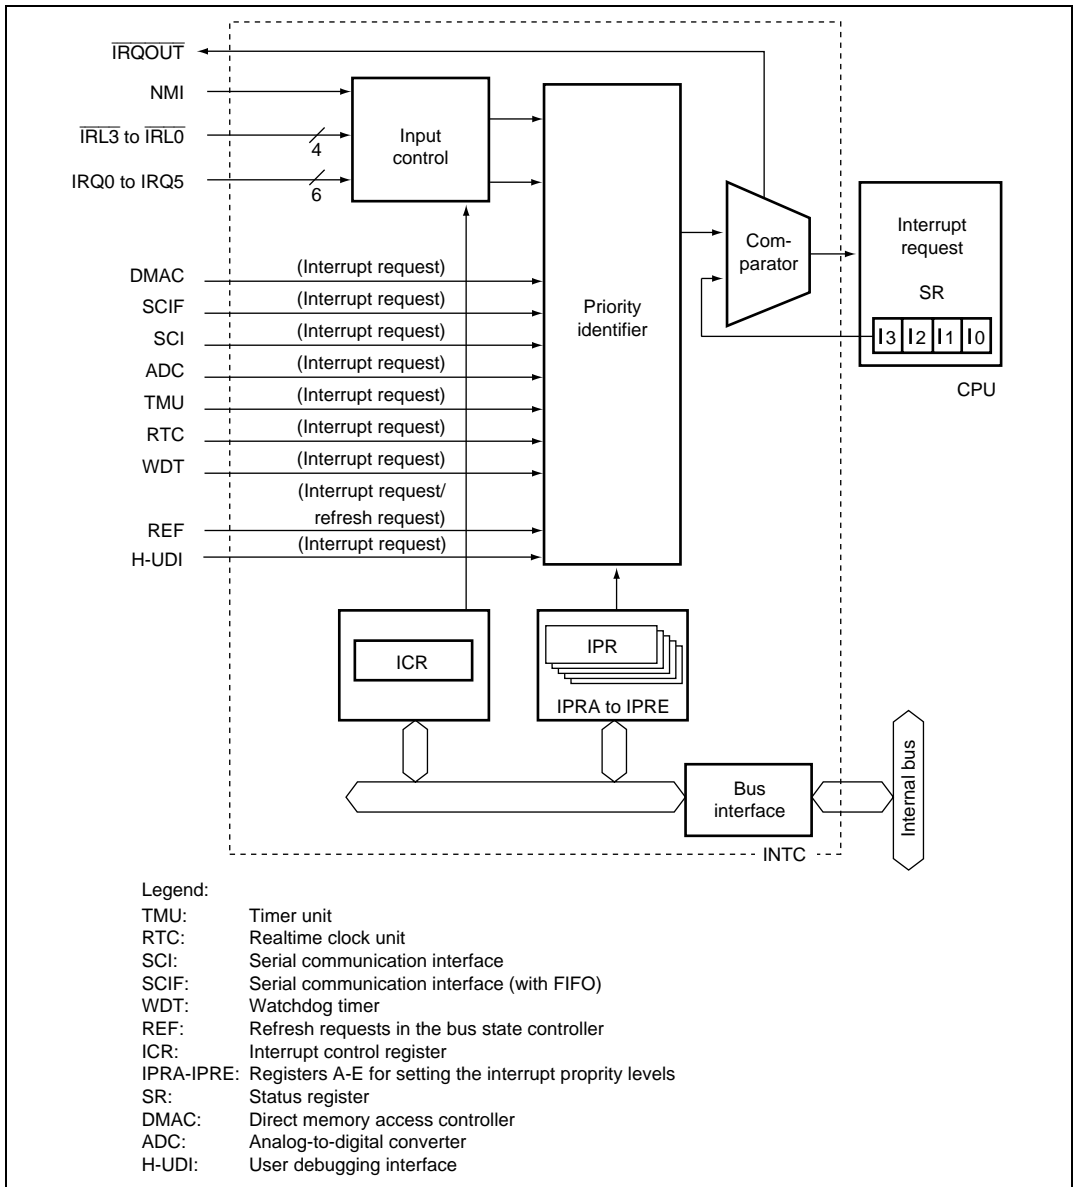 IRQOUT
NMI
IRL3 to IRL0
4
IRQ0 to IRQ5
6
Input
control
Priority
identifier
Com-
parator
Interrupt
request
SR
I3 I2 I1 I0
CPU
DMAC (Interrupt request)
SCIF (Interrupt request)
SCI (Interrupt request)
ADC (Interrupt request)
TMU (Interrupt request)
RTC (Interrupt request)
WDT (Interrupt request)
(Interrupt request/
REF refresh request)
H-UDI (Interrupt request)
ICR
IPR
IPRA to IPRE
Bus
interface
Internal bus
INTC
Legend:
TMU: Timer unit
RTC: Realtime clock unit
SCI: Serial communication interface
SCIF: Serial communication interface (with FIFO)
WDT: Watchdog timer
REF: Refresh requests in the bus state controller
ICR: Interrupt control register
IPRA-IPRE: Registers A-E for setting the interrupt proprity levels
SR: Status register
DMAC: Direct memory access controller
ADC: Analog-to-digital converter
H-UDI: User debugging interface